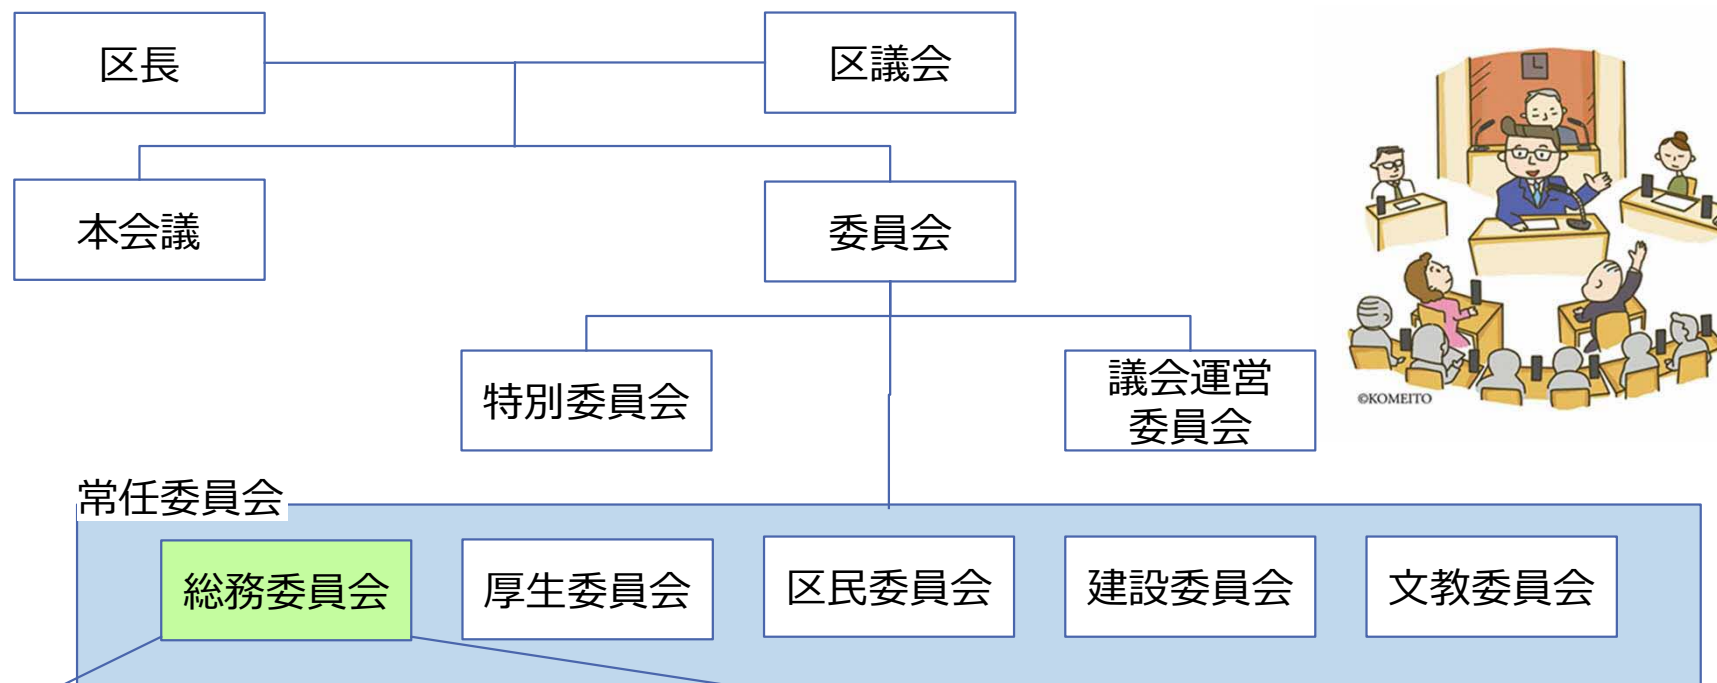 区長
区議会
本会議
委員会
特別委員会
議会運営
委員会
©KOMEITO
常任委員会
総務委員会
厚生委員会
区民委員会
建設委員会
文教委員会